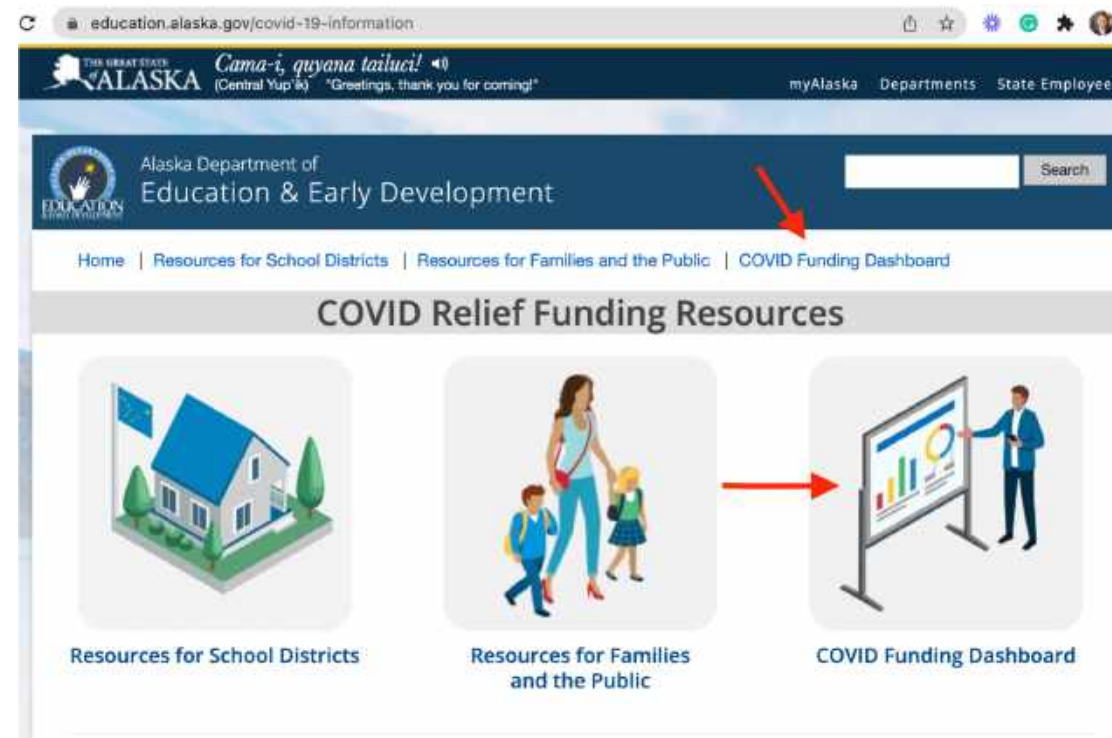 education.alaska.gov/covid-19-information
THE GREAT STATE
of ALASKA
Cama-i, quyana tailuci!
(Central Yup'ik) "Greetings, thank you for coming!"
myAlaska Departments State Employee
EDUCATION
Alaska Department of
Education & Early Development
Search
Home | Resources for School Districts | Resources for Families and the Public | COVID Funding Dashboard
COVID Relief Funding Resources
Resources for School Districts
Resources for Families
and the Public
COVID Funding Dashboard